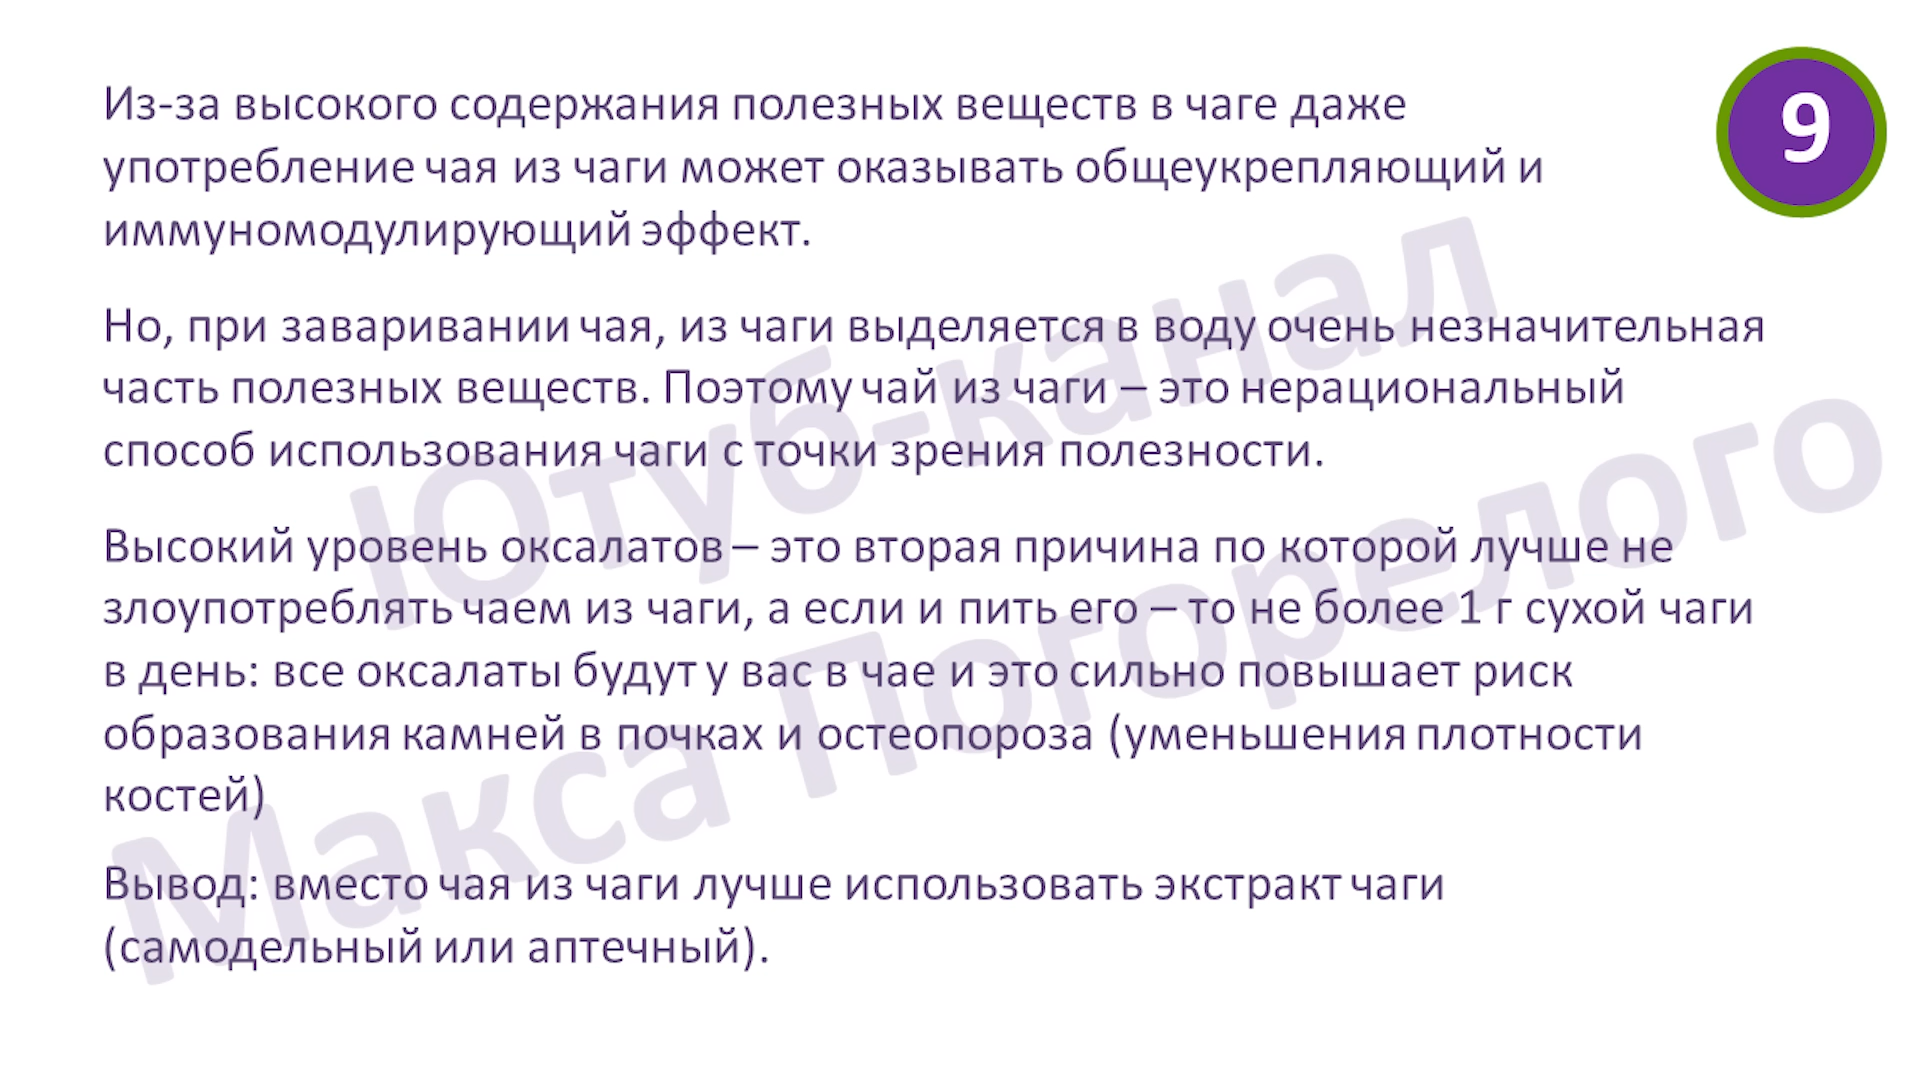 Из-за высокого содержания полезных веществ в чаге даже
употребление чая из чаги может оказывать общеукрепляющий и
иммуномодулирующий эффект.
9
Но, при заваривании чая, из чаги выделяется в воду очень незначительная
часть полезных веществ. Поэтому чай из чаги – это нерациональный
способ использования чаги с точки зрения полезности.
Высокий уровень оксалатов – это вторая причина по которой лучше не
злоупотреблять чаем из чаги, а если и пить его – то не более 1 г сухой чаги
в день: все оксалаты будут у вас в чае и это сильно повышает риск
образования камней в почках и остеопороза (уменьшения плотности
костей)
Вывод: вместо чая из чаги лучше использовать экстракт чаги
(самодельный или аптечный).
Ютуб-канал
Макса Погорелого